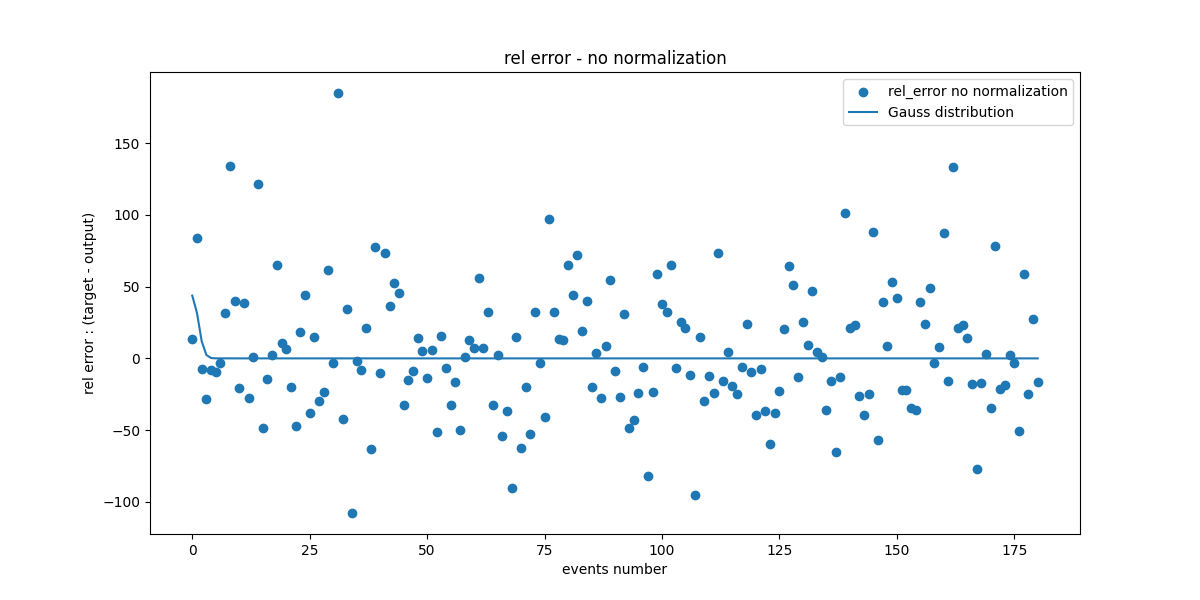 rel error - no normalization
rel_error no normalization
Gauss distribution
rel error : (target - output)
150
100
50
0
−50
−100
0
25
50
75
100
125
150
175
events number